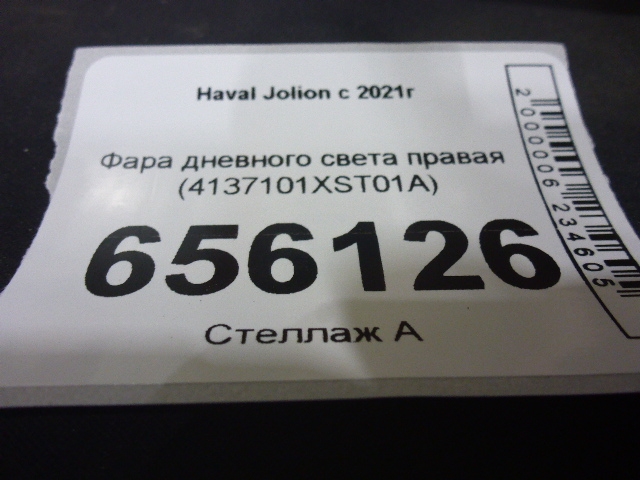 Haval Jolion с 2021г
Фара дневного света правая
(4137101XST01A)
656126
Стеллаж А
2000006234605